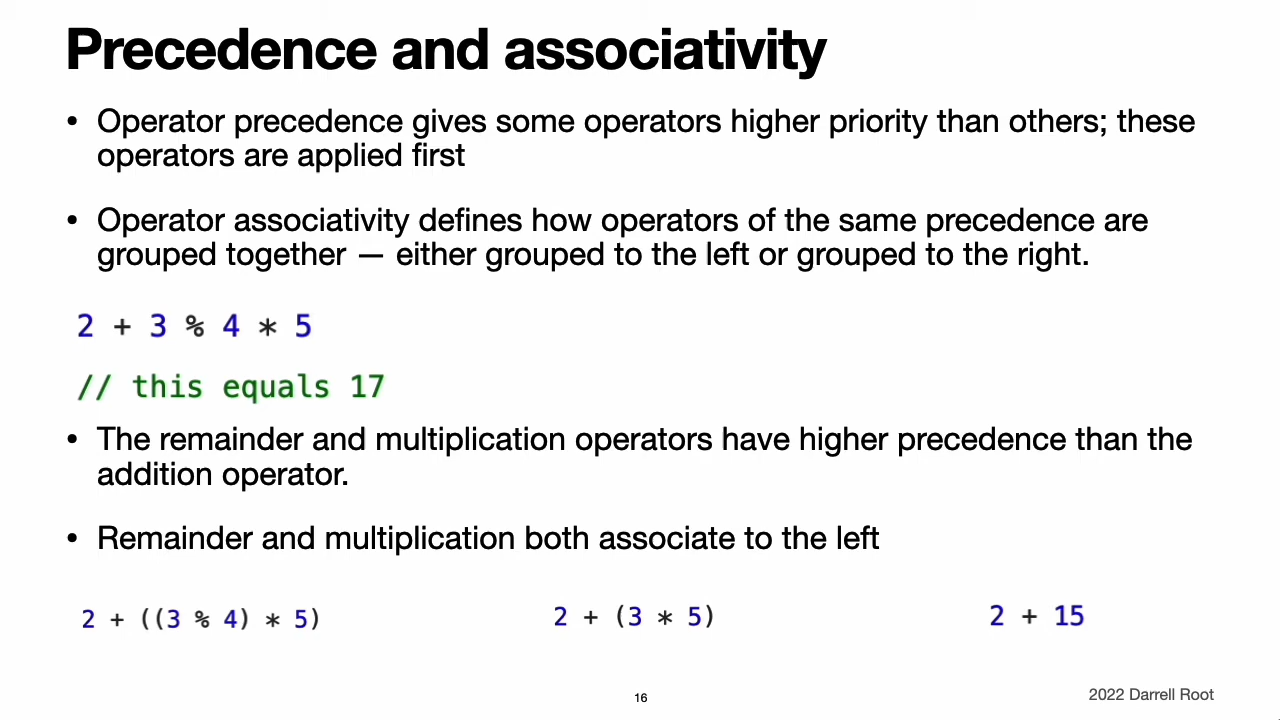 Precedence and associativity
• Operator precedence gives some operators higher priority than others; these
operators are applied first
• Operator associativity defines how operators of the same precedence are
grouped together — either grouped to the left or grouped to the right.
2 + 3 % 4 * 5
// this equals 17
• The remainder and multiplication operators have higher precedence than the
addition operator.
• Remainder and multiplication both associate to the left
2 + ((3 % 4) * 5)
2 + (3 * 5)
2 + 15
16
2022 Darrell Root